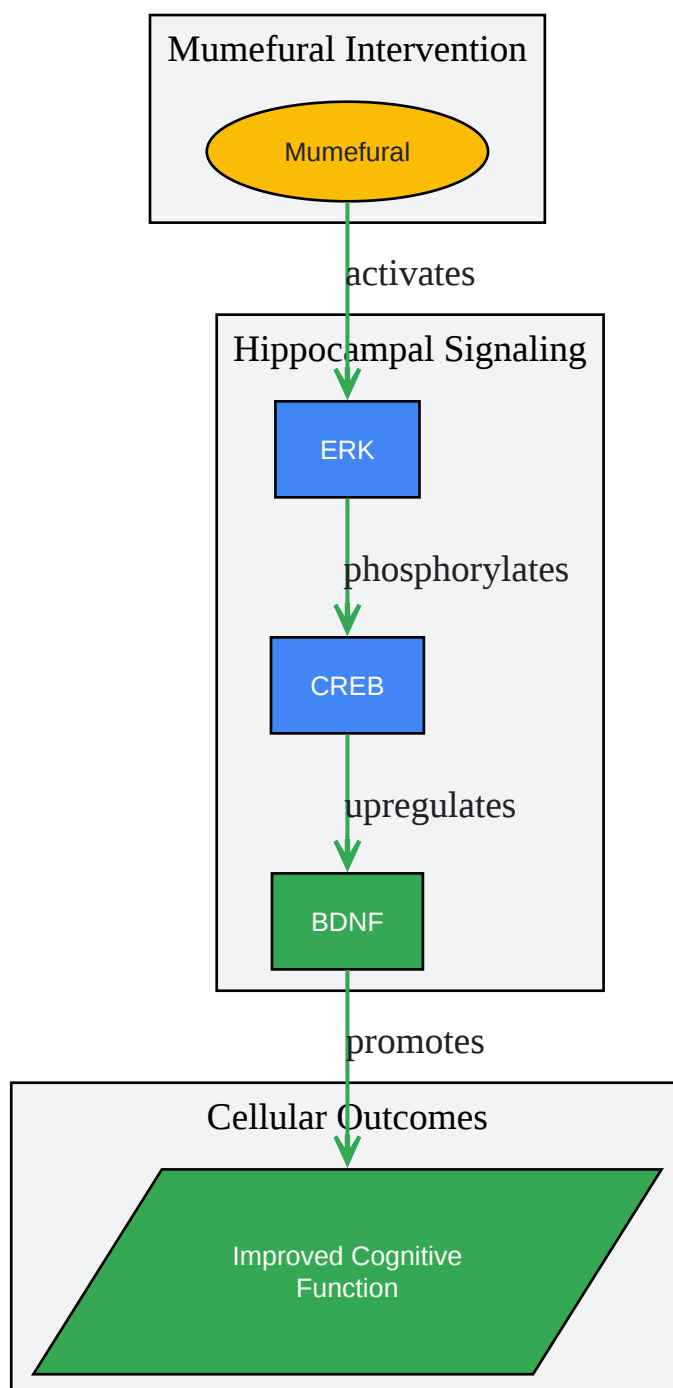 Mumefural Intervention
Mumefural
activates
Hippocampal Signaling
ERK
phosphorylates
CREB
upregulates
BDNF
promotes
Cellular Outcomes
Improved Cognitive
Function